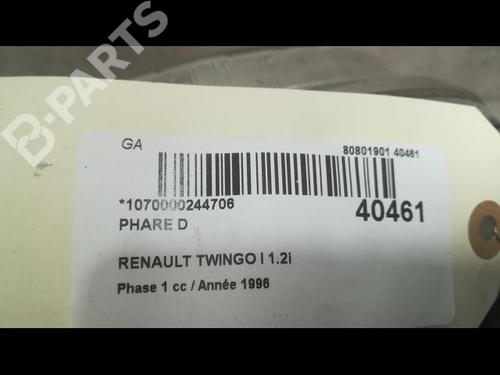 B-PARTS
GA
80801901 40461
*1070000244706
40461
PHARE D
RENAULT TWINGO I 1.2i
Phase 1 cc / Année 1996